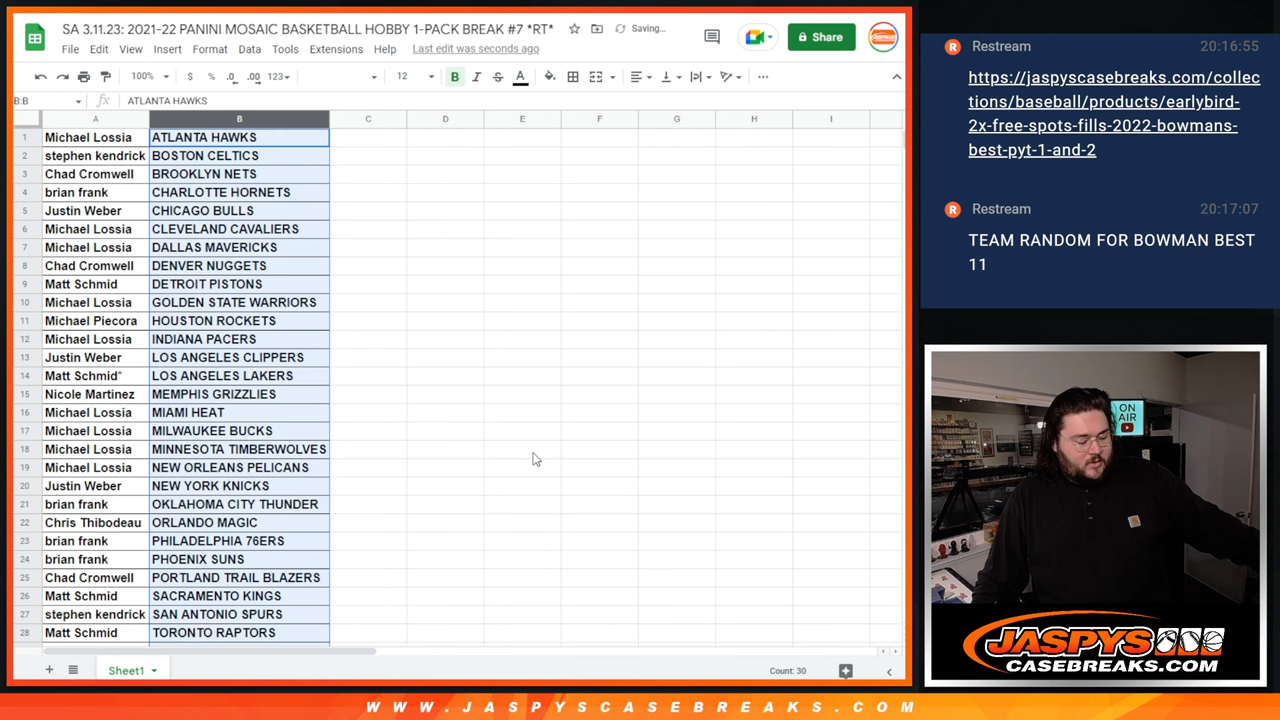 SA 3.11.23: 2021-22 PANINI MOSAIC BASKETBALL HOBBY 1-PACK BREAK #7 *RT*
Saving...
Share
File Edit View Insert Format Data Tools Extensions Help Last edit was seconds ago
100% $ % .0 .00 123 12 B I S A
B:B fx ATLANTA HAWKS
A B C D E F G H I
1 Michael Lossia ATLANTA HAWKS
2 stephen kendrick BOSTON CELTICS
3 Chad Cromwell BROOKLYN NETS
4 brian frank CHARLOTTE HORNETS
5 Justin Weber CHICAGO BULLS
6 Michael Lossia CLEVELAND CAVALIERS
7 Michael Lossia DALLAS MAVERICKS
8 Chad Cromwell DENVER NUGGETS
9 Matt Schmid DETROIT PISTONS
10 Michael Lossia GOLDEN STATE WARRIORS
11 Michael Piecora HOUSTON ROCKETS
12 Michael Lossia INDIANA PACERS
13 Justin Weber LOS ANGELES CLIPPERS
14 Matt Schmid* LOS ANGELES LAKERS
15 Nicole Martinez MEMPHIS GRIZZLIES
16 Michael Lossia MIAMI HEAT
17 Michael Lossia MILWAUKEE BUCKS
18 Michael Lossia MINNESOTA TIMBERWOLVES
19 Michael Lossia NEW ORLEANS PELICANS
20 Justin Weber NEW YORK KNICKS
21 brian frank OKLAHOMA CITY THUNDER
22 Chris Thibodeau ORLANDO MAGIC
23 brian frank PHILADELPHIA 76ERS
24 brian frank PHOENIX SUNS
25 Chad Cromwell PORTLAND TRAIL BLAZERS
26 Matt Schmid SACRAMENTO KINGS
27 stephen kendrick SAN ANTONIO SPURS
28 Matt Schmid TORONTO RAPTORS
Sheet1 Count: 30
R Restream 20:16:55
https://jaspyscasebreaks.com/collec
tions/baseball/products/earlybird-
2x-free-spots-fills-2022-bowmans-
best-pyt-1-and-2
R Restream 20:17:07
TEAM RANDOM FOR BOWMAN BEST
11
ON
AIR
JASPYS
CASEBREAKS.COM
WWW.JASPYSCASEBREAKS.COM